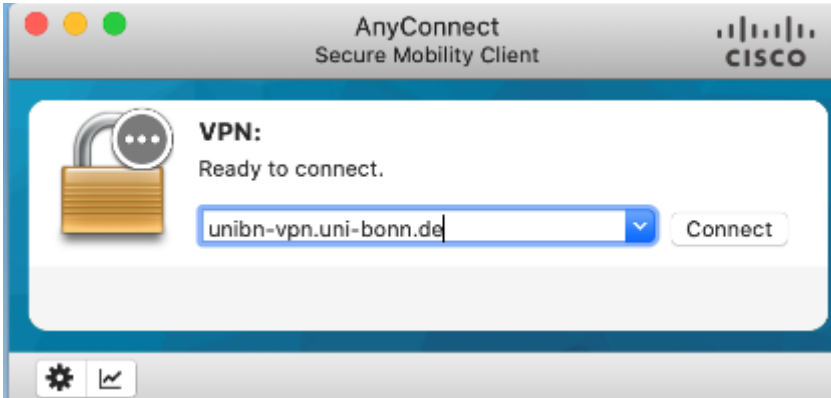 AnyConnect
Secure Mobility Client
CISCO
VPN:
Ready to connect.
unibn-vpn.uni-bonn.de
Connect